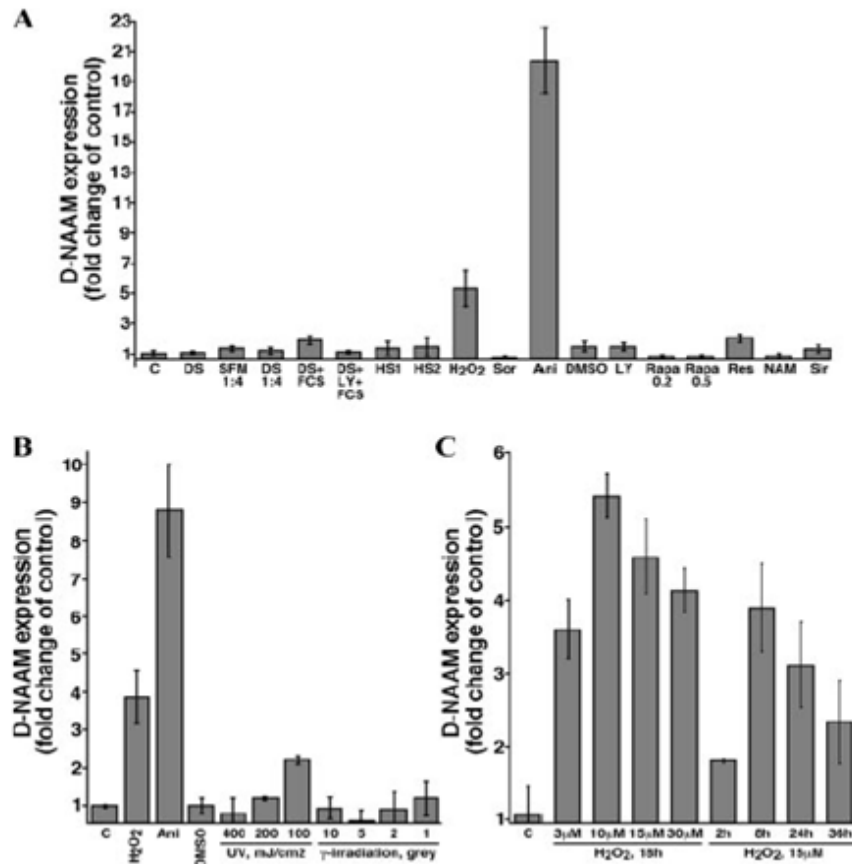 A
D-NAAM expression
(fold change of control)
23
21
19
17
15
13
11
9
7
5
3
1
C DS SFM 1:4 DS 1:4 DS+ FCS DS+ LY+ FCS HS1 HS2 H2O2 Sor Ani DMSO LY Rapa 0.2 Rapa 0.5 Res NAM Sir
B
D-NAAM expression
(fold change of control)
10
9
8
7
6
5
4
3
2
1
C H2O2 Ani DMSO 400 200 100 10 5 2 1
UV, mJ/cm2 γ-irradiation, grey
C
D-NAAM expression
(fold change of control)
6
5
4
3
2
1
C 3μM 10μM 15μM 30μM 2h 8h 24h 36h
H2O2, 15μM